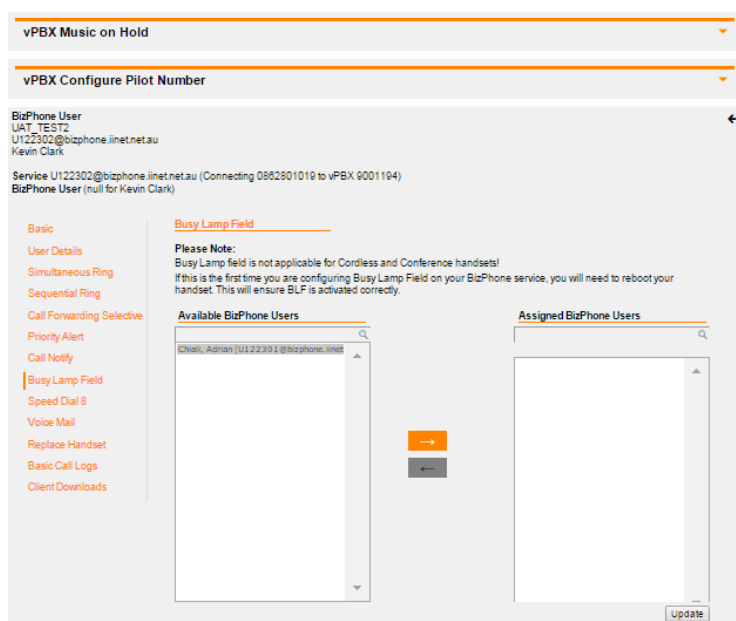 vPBX Music on Hold
vPBX Configure Pilot Number
BizPhone User
UAT_TEST2
U122302@bizphone.iinet.net.au
Kevin Clark
Service U122302@bizphone.iinet.net.au (Connecting 0862801019 to vPBX 9001194)
BizPhone User (null for Kevin Clark)
Basic
User Details
Simultaneous Ring
Sequential Ring
Call Forwarding Selective
Priority Alert
Call Notify
Busy Lamp Field
Speed Dial 8
Voice Mail
Replace Handset
Basic Call Logs
Client Downloads
Busy Lamp Field
Please Note:
Busy Lamp field is not applicable for Cordless and Conference handsets!
If this is the first time you are configuring Busy Lamp Field on your BizPhone service, you will need to reboot your
handset. This will ensure BLF is activated correctly.
Available BizPhone Users
Chiali, Adrian [U122301@bizphone.iinet
Assigned BizPhone Users
→
←
Update